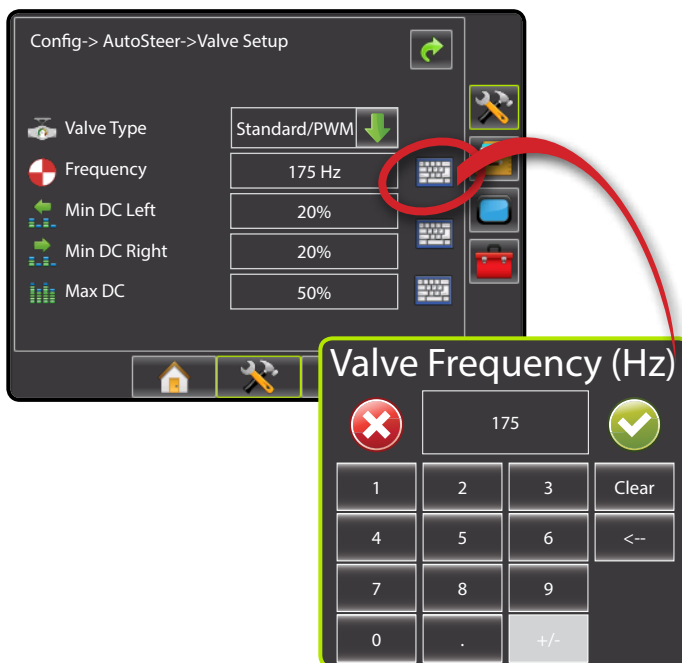 Config-> AutoSteer->Valve Setup
Valve Type Standard/PWM
Frequency 175 Hz
Min DC Left 20%
Min DC Right 20%
Max DC 50%
Valve Frequency (Hz)
175
1 2 3 Clear
4 5 6 <--
7 8 9
0 . +/-